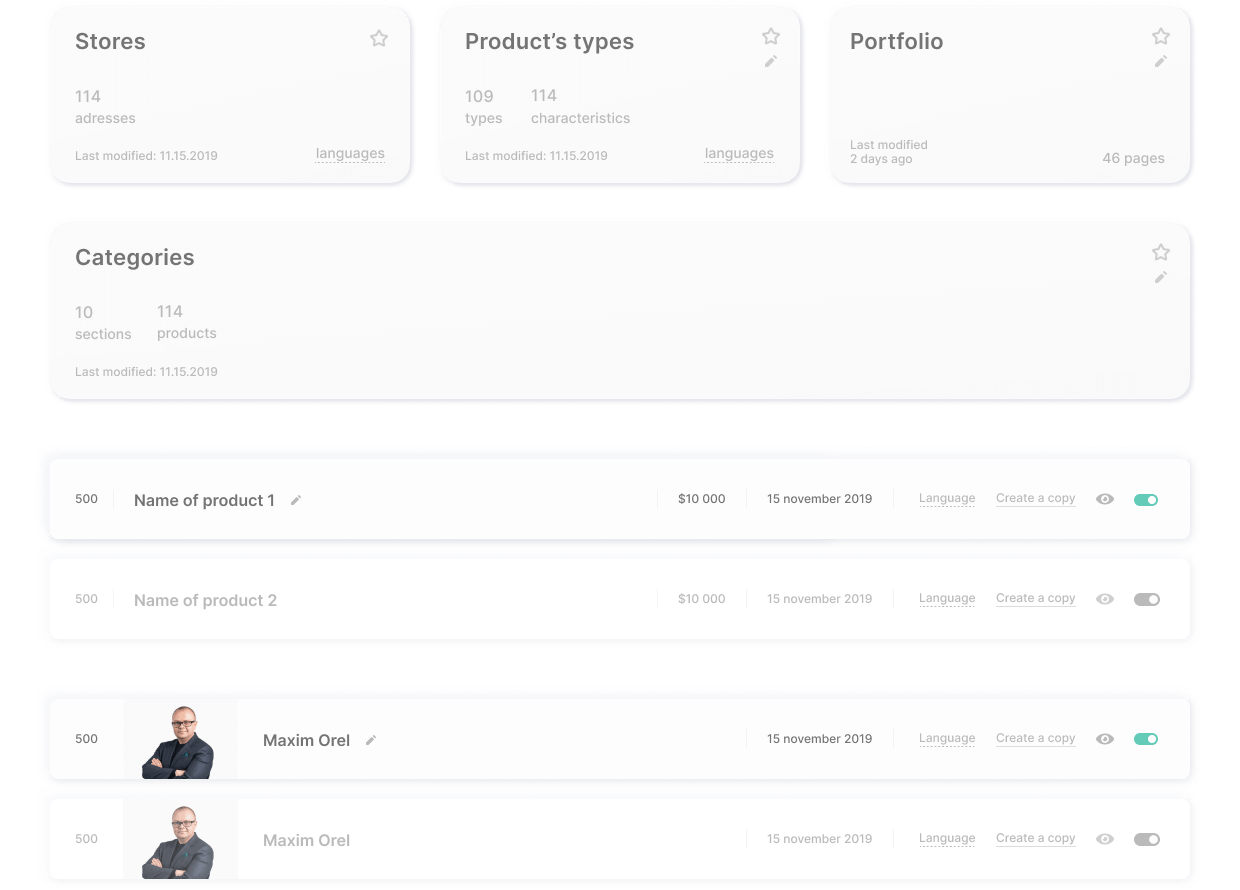 Stores
114
adresses
Last modified: 11.15.2019
languages
Product’s types
109
types
114
characteristics
Last modified: 11.15.2019
languages
Portfolio
Last modified
2 days ago
46 pages
Categories
10
sections
114
products
Last modified: 11.15.2019
500 Name of product 1 $10 000 15 november 2019 Language Create a copy
500 Name of product 2 $10 000 15 november 2019 Language Create a copy
500 Maxim Orel 15 november 2019 Language Create a copy
500 Maxim Orel 15 november 2019 Language Create a copy